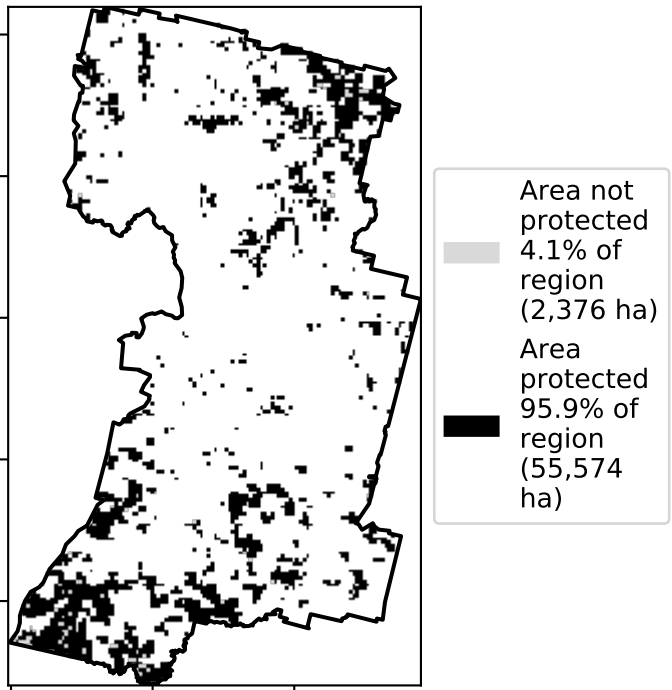 Area not
protected
4.1% of
region
(2,376 ha)
Area
protected
95.9% of
region
(55,574
ha)